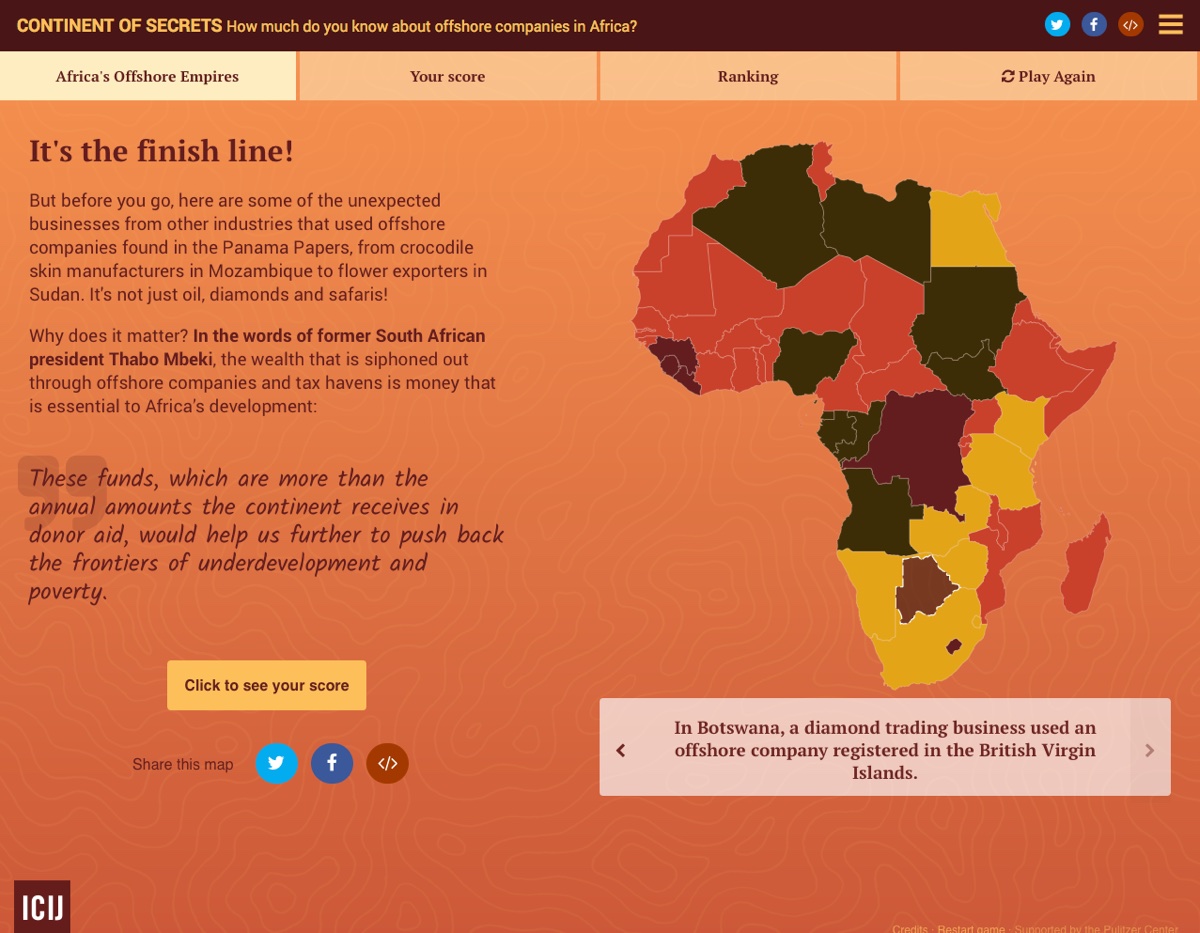 CONTINENT OF SECRETS How much do you know about offshore companies in Africa?
Africa's Offshore Empires
Your score
Ranking
Play Again
It's the finish line!
But before you go, here are some of the unexpected
businesses from other industries that used offshore
companies found in the Panama Papers, from crocodile
skin manufacturers in Mozambique to flower exporters in
Sudan. It's not just oil, diamonds and safaris!
Why does it matter? In the words of former South African
president Thabo Mbeki, the wealth that is siphoned out
through offshore companies and tax havens is money that
is essential to Africa's development:
These funds, which are more than the
annual amounts the continent receives in
donor aid, would help us further to push back
the frontiers of underdevelopment and
poverty.
Click to see your score
Share this map
In Botswana, a diamond trading business used an
offshore company registered in the British Virgin
Islands.
ICIJ
Credits · Restart game · Supported by the Pulitzer Center